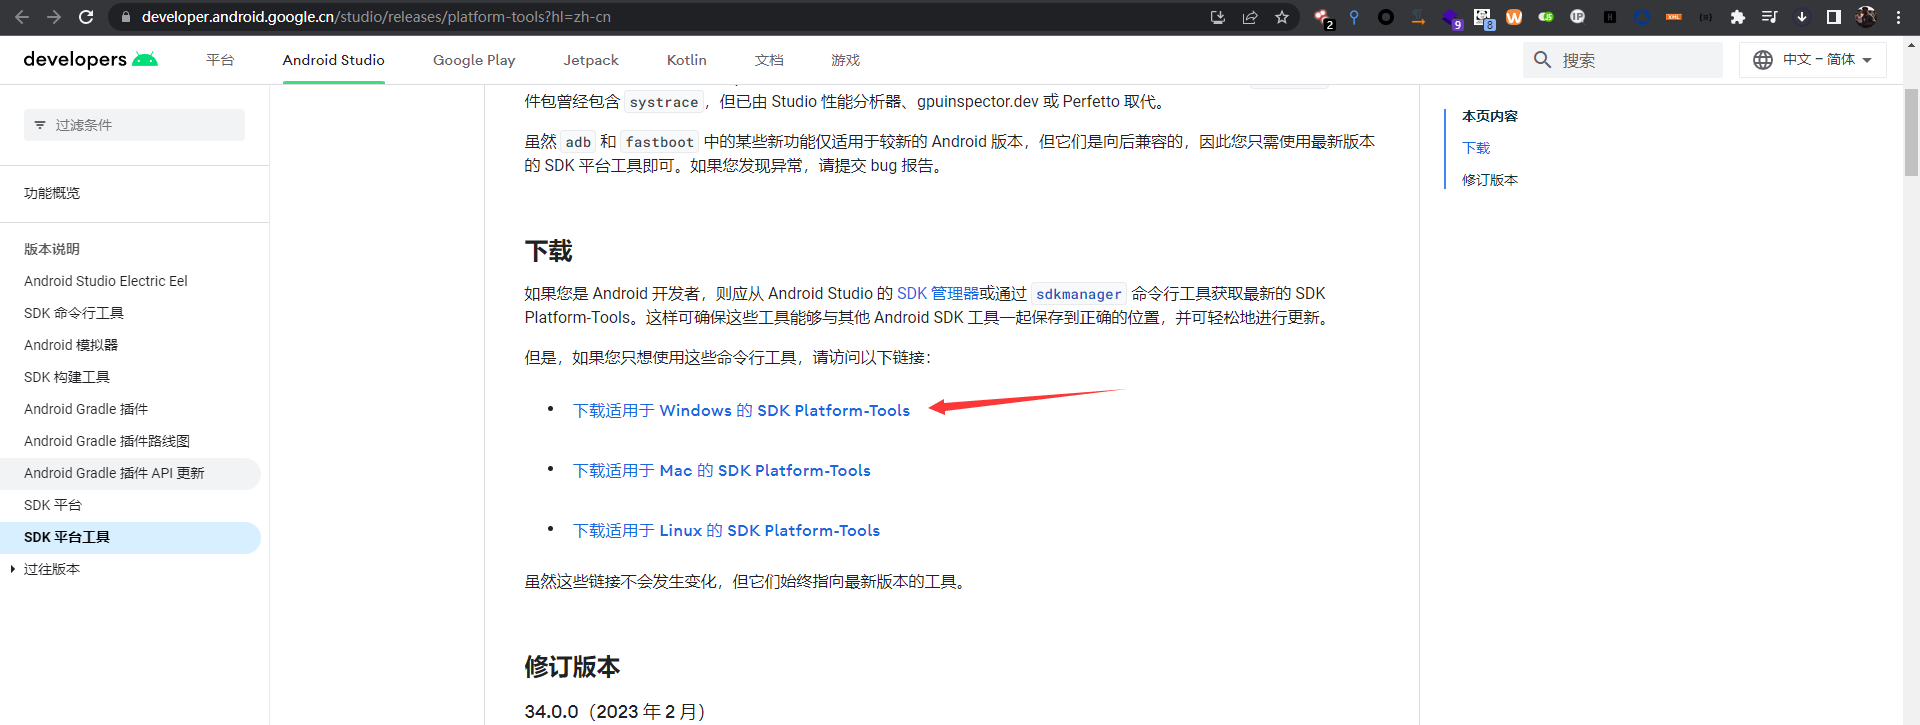 developer.android.google.cn/studio/releases/platform-tools?hl=zh-cn
2
9
8
developers
平台
Android Studio
Google Play
Jetpack
Kotlin
文档
游戏
搜索
中文 – 简体
过滤条件
功能概览
版本说明
Android Studio Electric Eel
SDK 命令行工具
Android 模拟器
SDK 构建工具
Android Gradle 插件
Android Gradle 插件路线图
Android Gradle 插件 API 更新
SDK 平台
SDK 平台工具
过往版本
件包曾经包含 systrace，但已由 Studio 性能分析器、gpuinspector.dev 或 Perfetto 取代。
虽然 adb 和 fastboot 中的某些新功能仅适用于较新的 Android 版本，但它们是向后兼容的，因此您只需使用最新版本
的 SDK 平台工具即可。如果您发现异常，请提交 bug 报告。
下载
如果您是 Android 开发者，则应从 Android Studio 的 SDK 管理器或通过 sdkmanager 命令行工具获取最新的 SDK
Platform-Tools。这样可确保这些工具能够与其他 Android SDK 工具一起保存到正确的位置，并可轻松地进行更新。
但是，如果您只想使用这些命令行工具，请访问以下链接：
• 下载适用于 Windows 的 SDK Platform-Tools
• 下载适用于 Mac 的 SDK Platform-Tools
• 下载适用于 Linux 的 SDK Platform-Tools
虽然这些链接不会发生变化，但它们始终指向最新版本的工具。
修订版本
34.0.0（2023 年 2 月）
本页内容
下载
修订版本